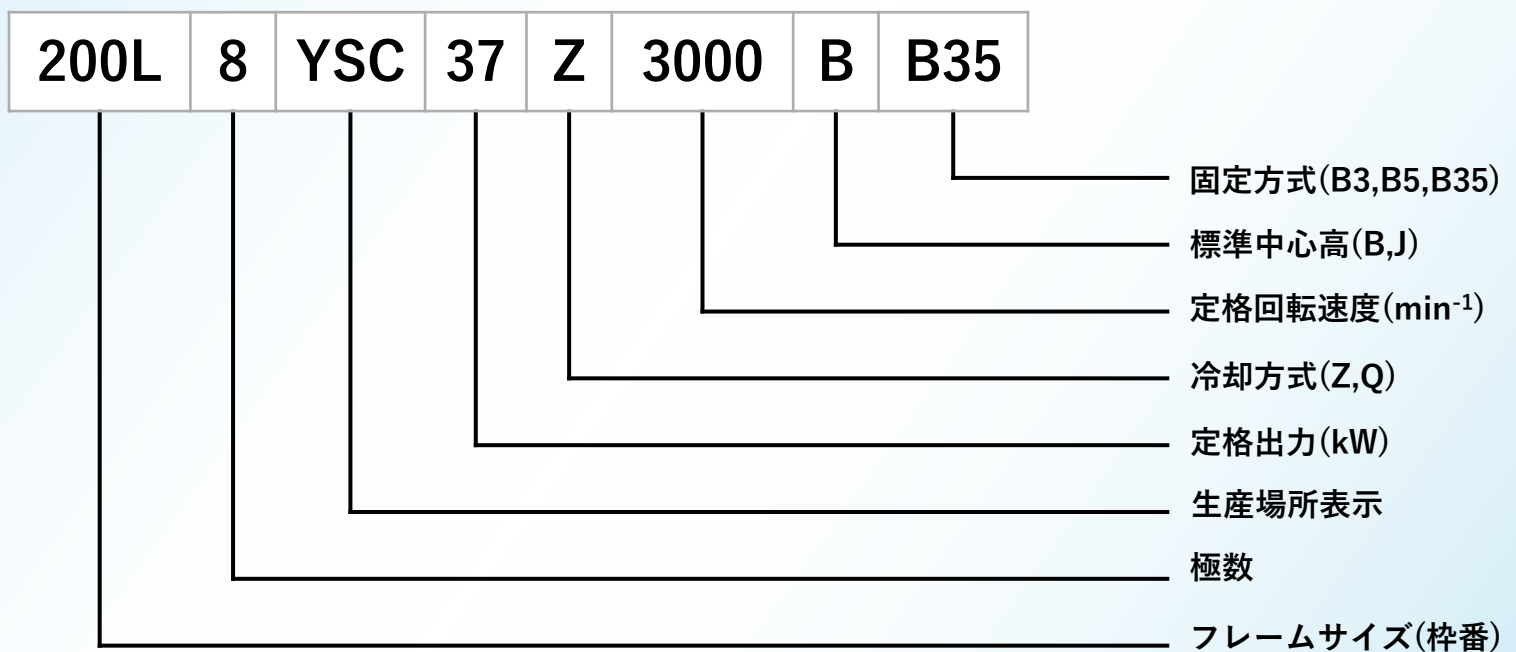 200L 8 YSC 37 Z 3000 B B35
固定方式(B3,B5,B35)
標準中心高(B,J)
定格回転速度(min⁻¹)
冷却方式(Z,Q)
定格出力(kW)
生産場所表示
極数
フレームサイズ(枠番)